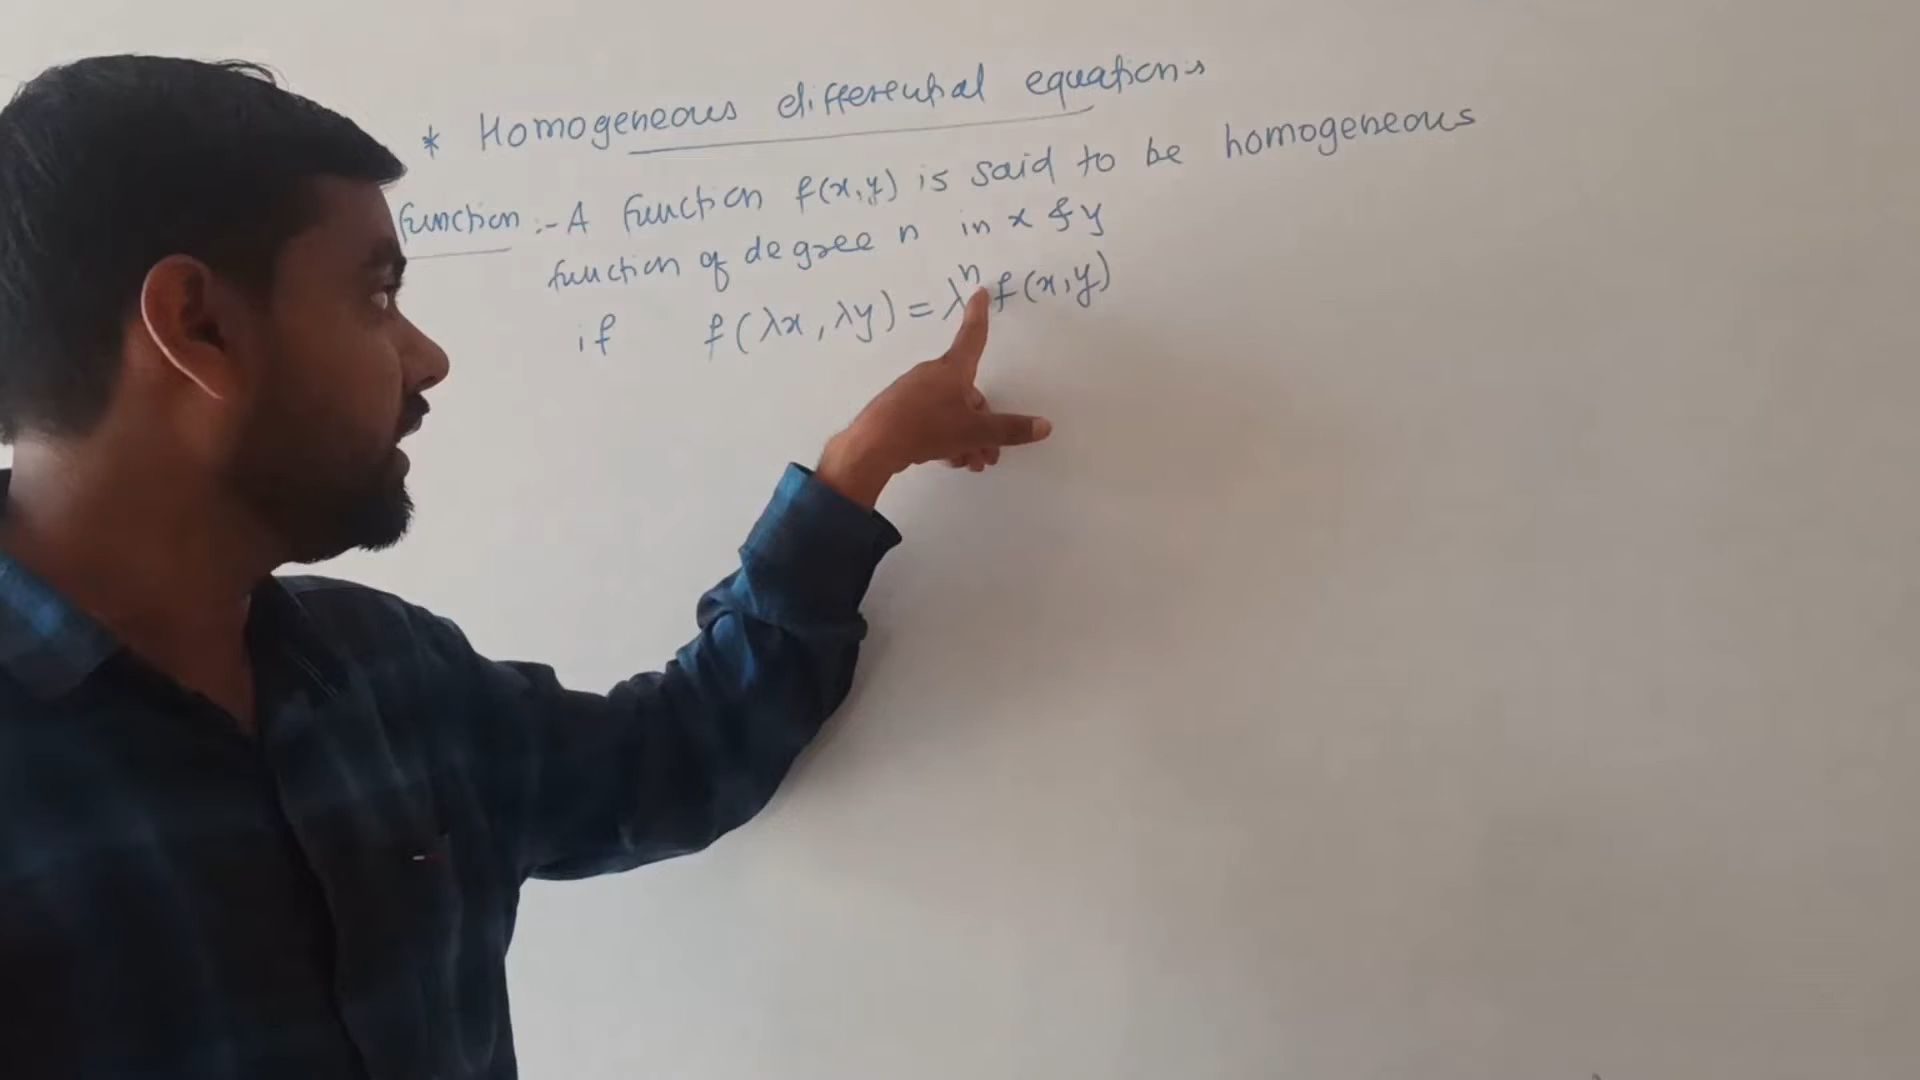 * Homogeneous differential equations
function :- A function f(x,y) is said to be homogeneous
function of degree n in x & y
if f(λx, λy) = λⁿ f(x,y)